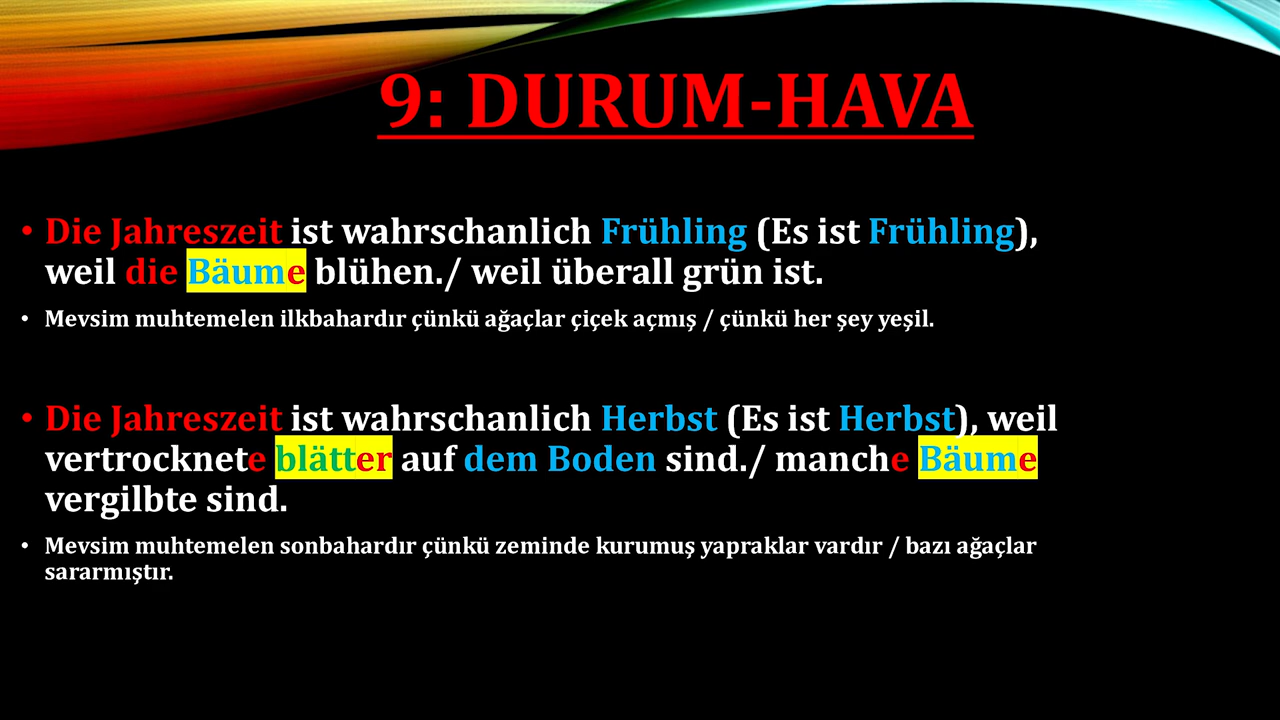 9: DURUM-HAVA
• Die Jahreszeit ist wahrschanlich Frühling (Es ist Frühling),
weil die Bäume blühen./ weil überall grün ist.
• Mevsim muhtemelen ilkbahardır çünkü ağaçlar çiçek açmış / çünkü her şey yeşil.
• Die Jahreszeit ist wahrschanlich Herbst (Es ist Herbst), weil
vertrocknete blätter auf dem Boden sind./ manche Bäume
vergilbte sind.
• Mevsim muhtemelen sonbahardır çünkü zeminde kurumuş yapraklar vardır / bazı ağaçlar
sararmıştır.